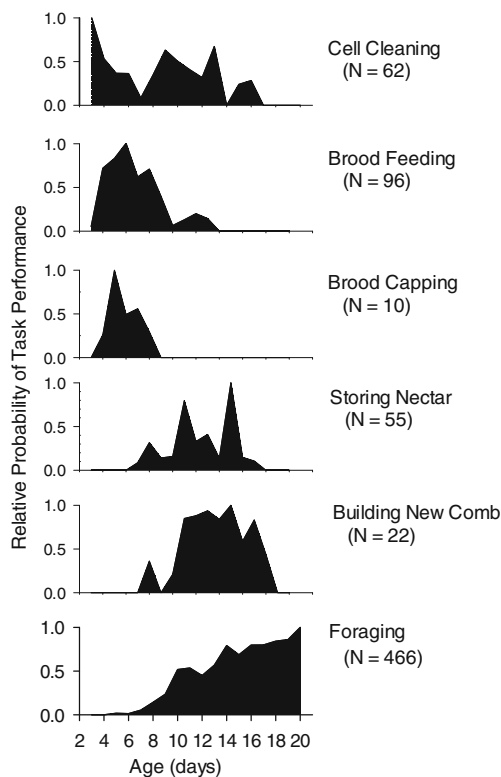 Relative Probability of Task Performance
1.0
0.5
0.0
Cell Cleaning
(N = 62)
1.0
0.5
0.0
Brood Feeding
(N = 96)
1.0
0.5
0.0
Brood Capping
(N = 10)
1.0
0.5
0.0
Storing Nectar
(N = 55)
1.0
0.5
0.0
Building New Comb
(N = 22)
1.0
0.5
0.0
Foraging
(N = 466)
2 4 6 8 10 12 14 16 18 20
Age (days)